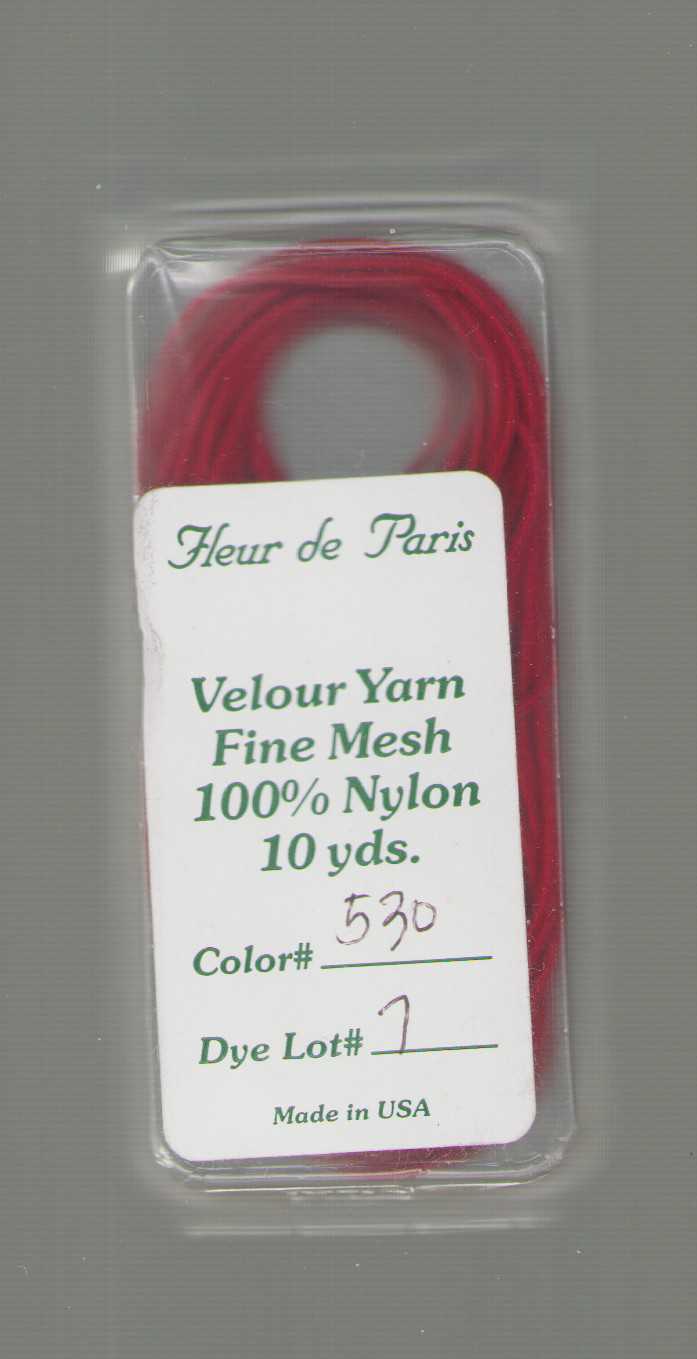 Fleur de Paris
Velour Yarn
Fine Mesh
100% Nylon
10 yds.
Color# 530
Dye Lot# 7
Made in USA